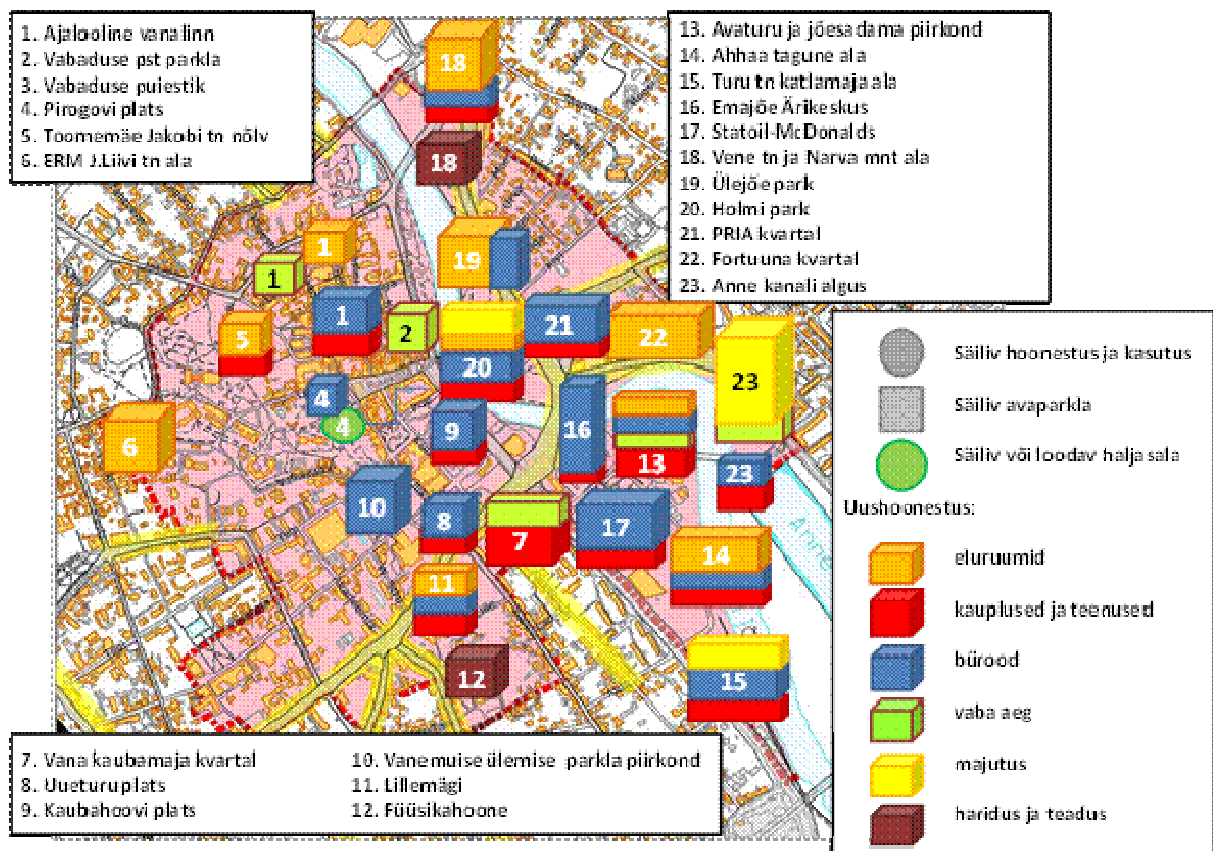 1. Ajalooline vanalinn
2. Vabaduse pst parkla
3. Vabaduse puiestik
4. Pirogovi plats
5. Toomemäe Jakobi tn nõlv
6. ERM J.Liivi tn ala
13. Avaturu ja jõesadama piirkond
14. Ahhaa tagune ala
15. Turu tn katlamaja ala
16. Emajõe Ärikeskus
17. Statoil-McDonalds
18. Vene tn ja Narva mnt ala
19. Ülejõe park
20. Holmi park
21. PRIA kvartal
22. Fortuuna kvartal
23. Anne kanali algus
18
18
1
19
1
1
2
21
22
5
20
23
4
4
9
16
13
6
23
10
8
7
17
14
11
12
15
Anne
Säiliv hoonestus ja kasutus
Säiliv avaparkla
Säiliv või loodav haljasala
Uushoonestus:
eluruumid
kauplused ja teenused
bürood
vaba aeg
majutus
haridus ja teadus
7. Vana kaubamaja kvartal
8. Uueturu plats
9. Kaubahoovi plats
10. Vanemuise ülemise parkla piirkond
11. Lillemägi
12. Füüsikahoone